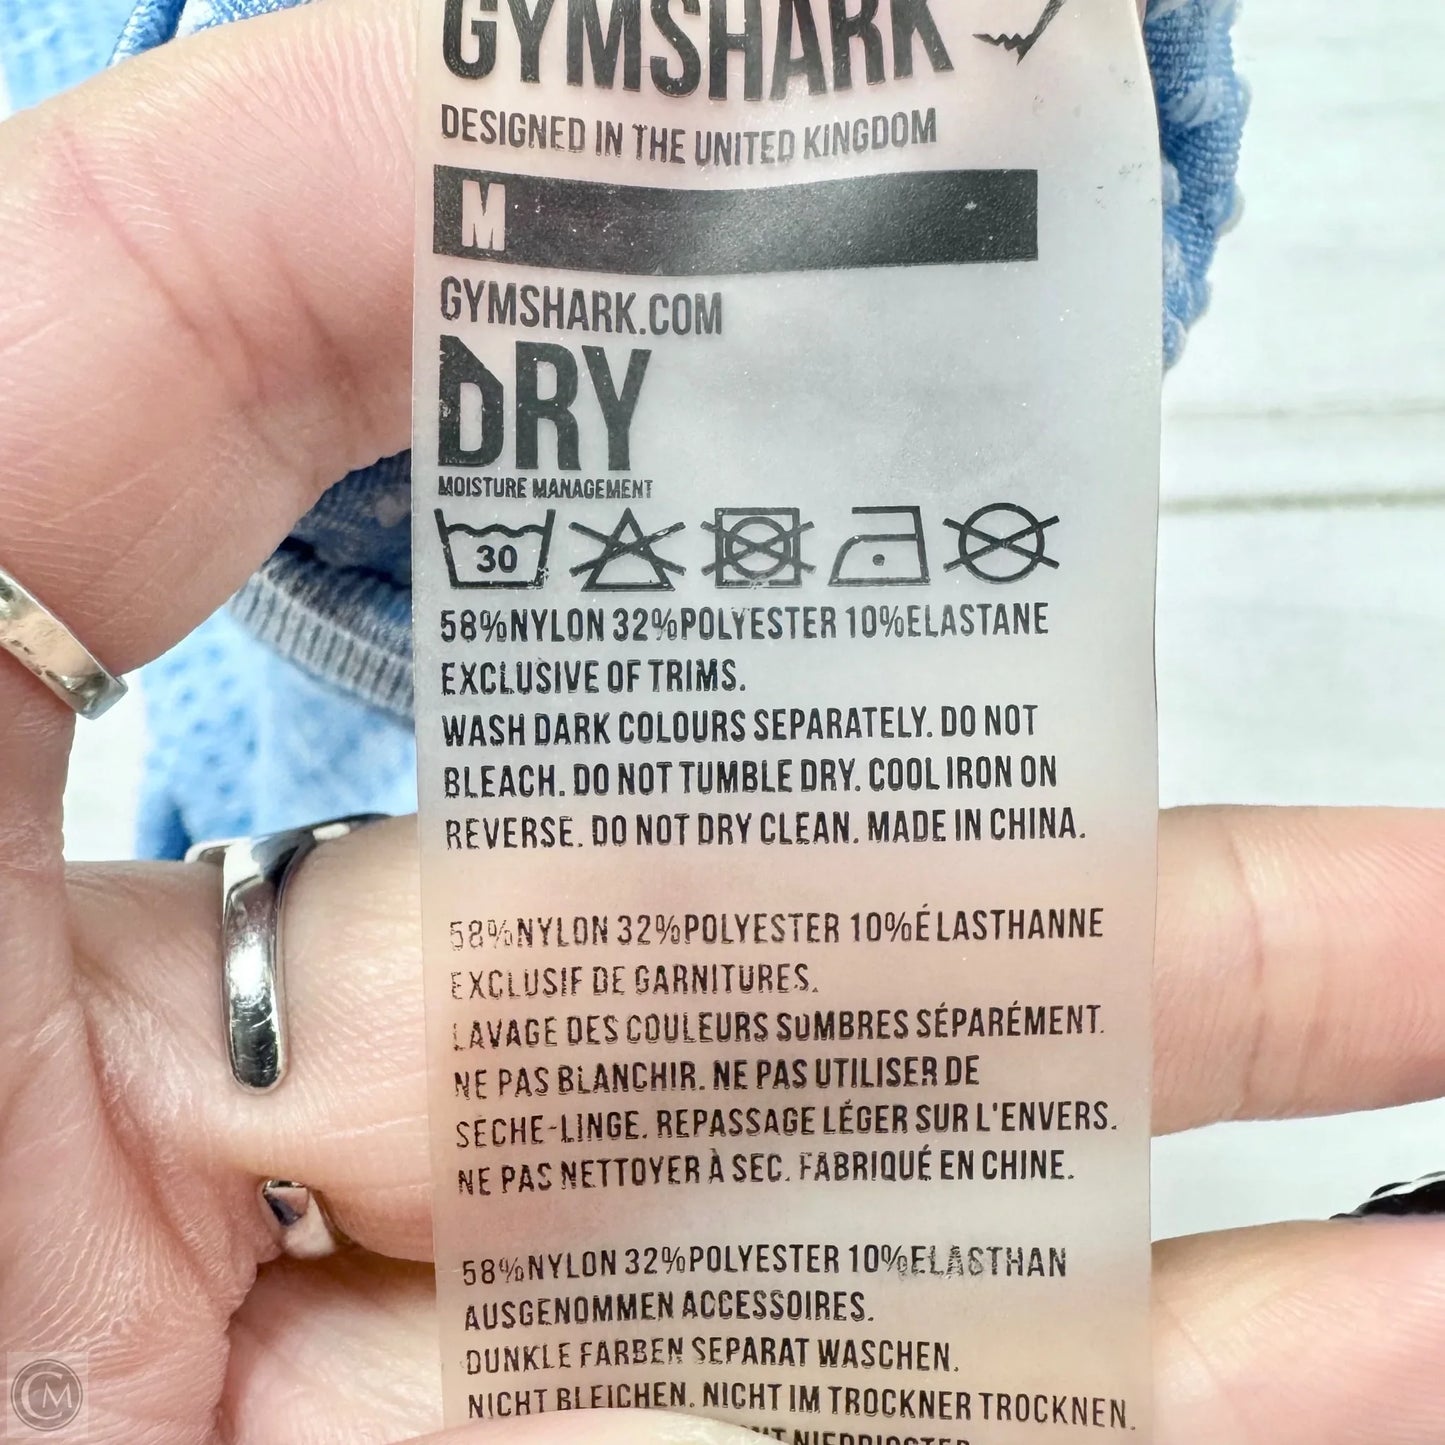 GYMSHARK
DESIGNED IN THE UNITED KINGDOM
M
GYMSHARK.COM
DRY
MOISTURE MANAGEMENT
30
58%NYLON 32%POLYESTER 10%ELASTANE
EXCLUSIVE OF TRIMS.
WASH DARK COLOURS SEPARATELY. DO NOT
BLEACH. DO NOT TUMBLE DRY. COOL IRON ON
REVERSE. DO NOT DRY CLEAN. MADE IN CHINA.
58%NYLON 32%POLYESTER 10%É LASTHANNE
EXCLUSIF DE GARNITURES.
LAVAGE DES COULEURS SOMBRES SÉPARÉMENT.
NE PAS BLANCHIR. NE PAS UTILISER DE
SÈCHE-LINGE. REPASSAGE LÉGER SUR L'ENVERS.
NE PAS NETTOYER À SEC. FABRIQUÉ EN CHINE.
58%NYLON 32%POLYESTER 10%ELASTHAN
AUSGENOMMEN ACCESSOIRES.
DUNKLE FARBEN SEPARAT WASCHEN.
NICHT BLEICHEN. NICHT IM TROCKNER TROCKNEN.
CM